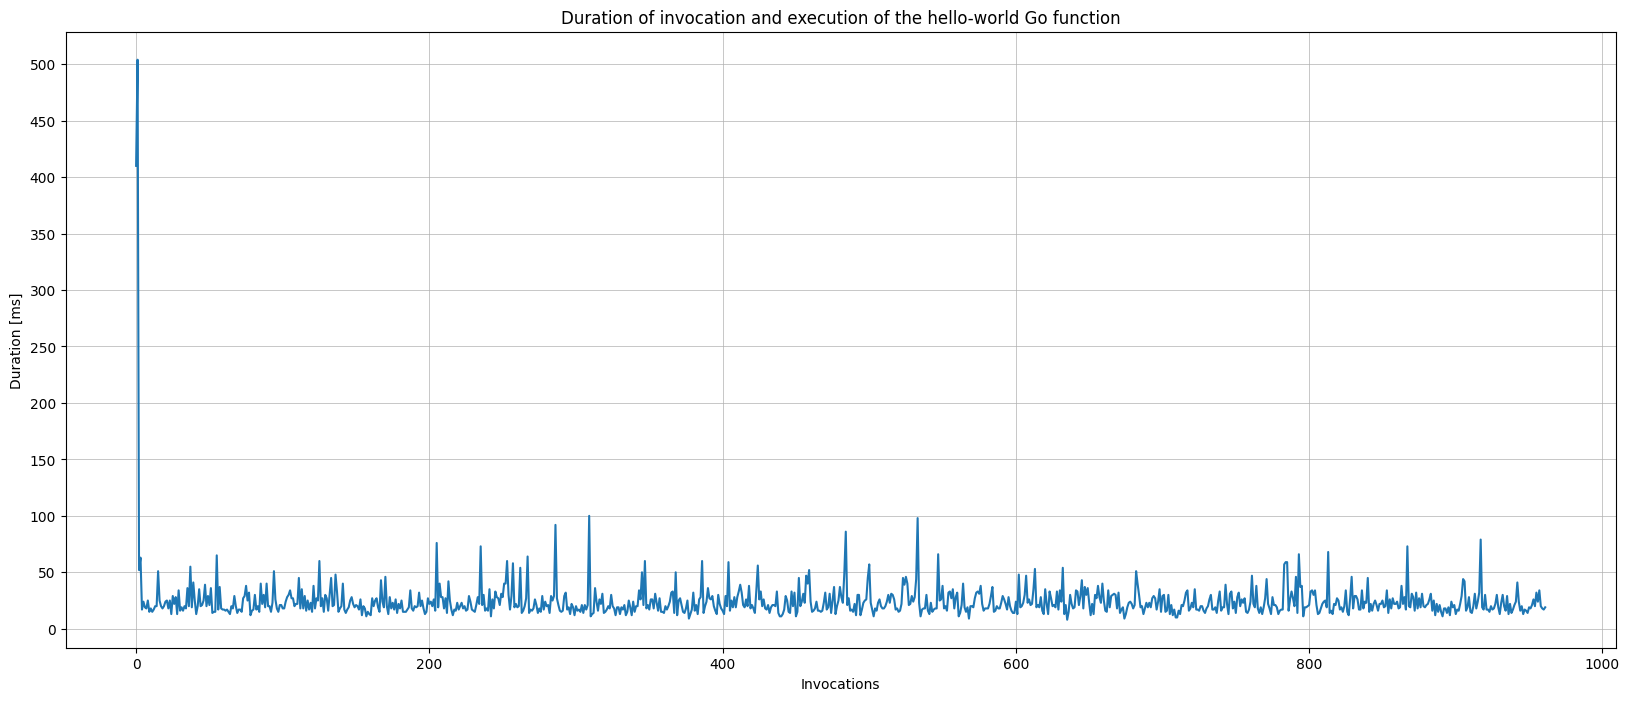 Duration of invocation and execution of the hello-world Go function
500
450
400
350
300
250
200
150
100
50
0
Duration [ms]
0 200 400 600 800 1000
Invocations